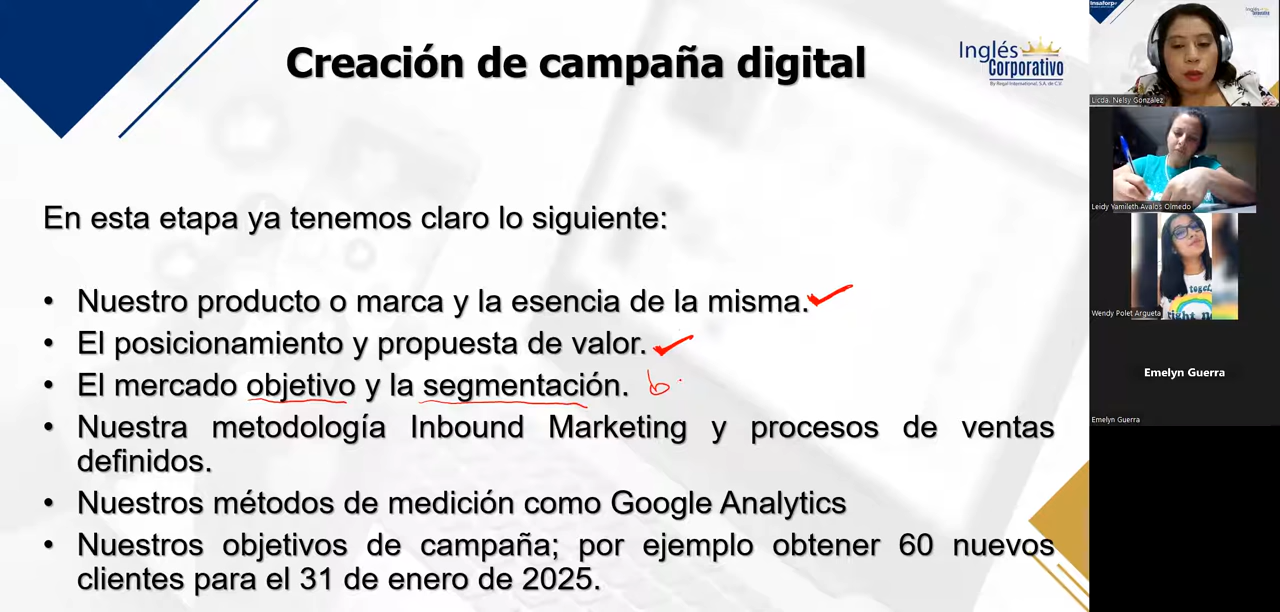 Creación de campaña digital
Inglés
Corporativo
By Regal International, S.A. de C.V.
En esta etapa ya tenemos claro lo siguiente:
• Nuestro producto o marca y la esencia de la misma.
• El posicionamiento y propuesta de valor.
• El mercado objetivo y la segmentación. b
• Nuestra metodología Inbound Marketing y procesos de ventas
definidos.
• Nuestros métodos de medición como Google Analytics
• Nuestros objetivos de campaña; por ejemplo obtener 60 nuevos
clientes para el 31 de enero de 2025.
Insaforp
Inglés
Corporativo
Licda. Nelsy González
Leidy Yamileth Avalos Olmedo
Wendy Polet Argueta
Emelyn Guerra
Emelyn Guerra